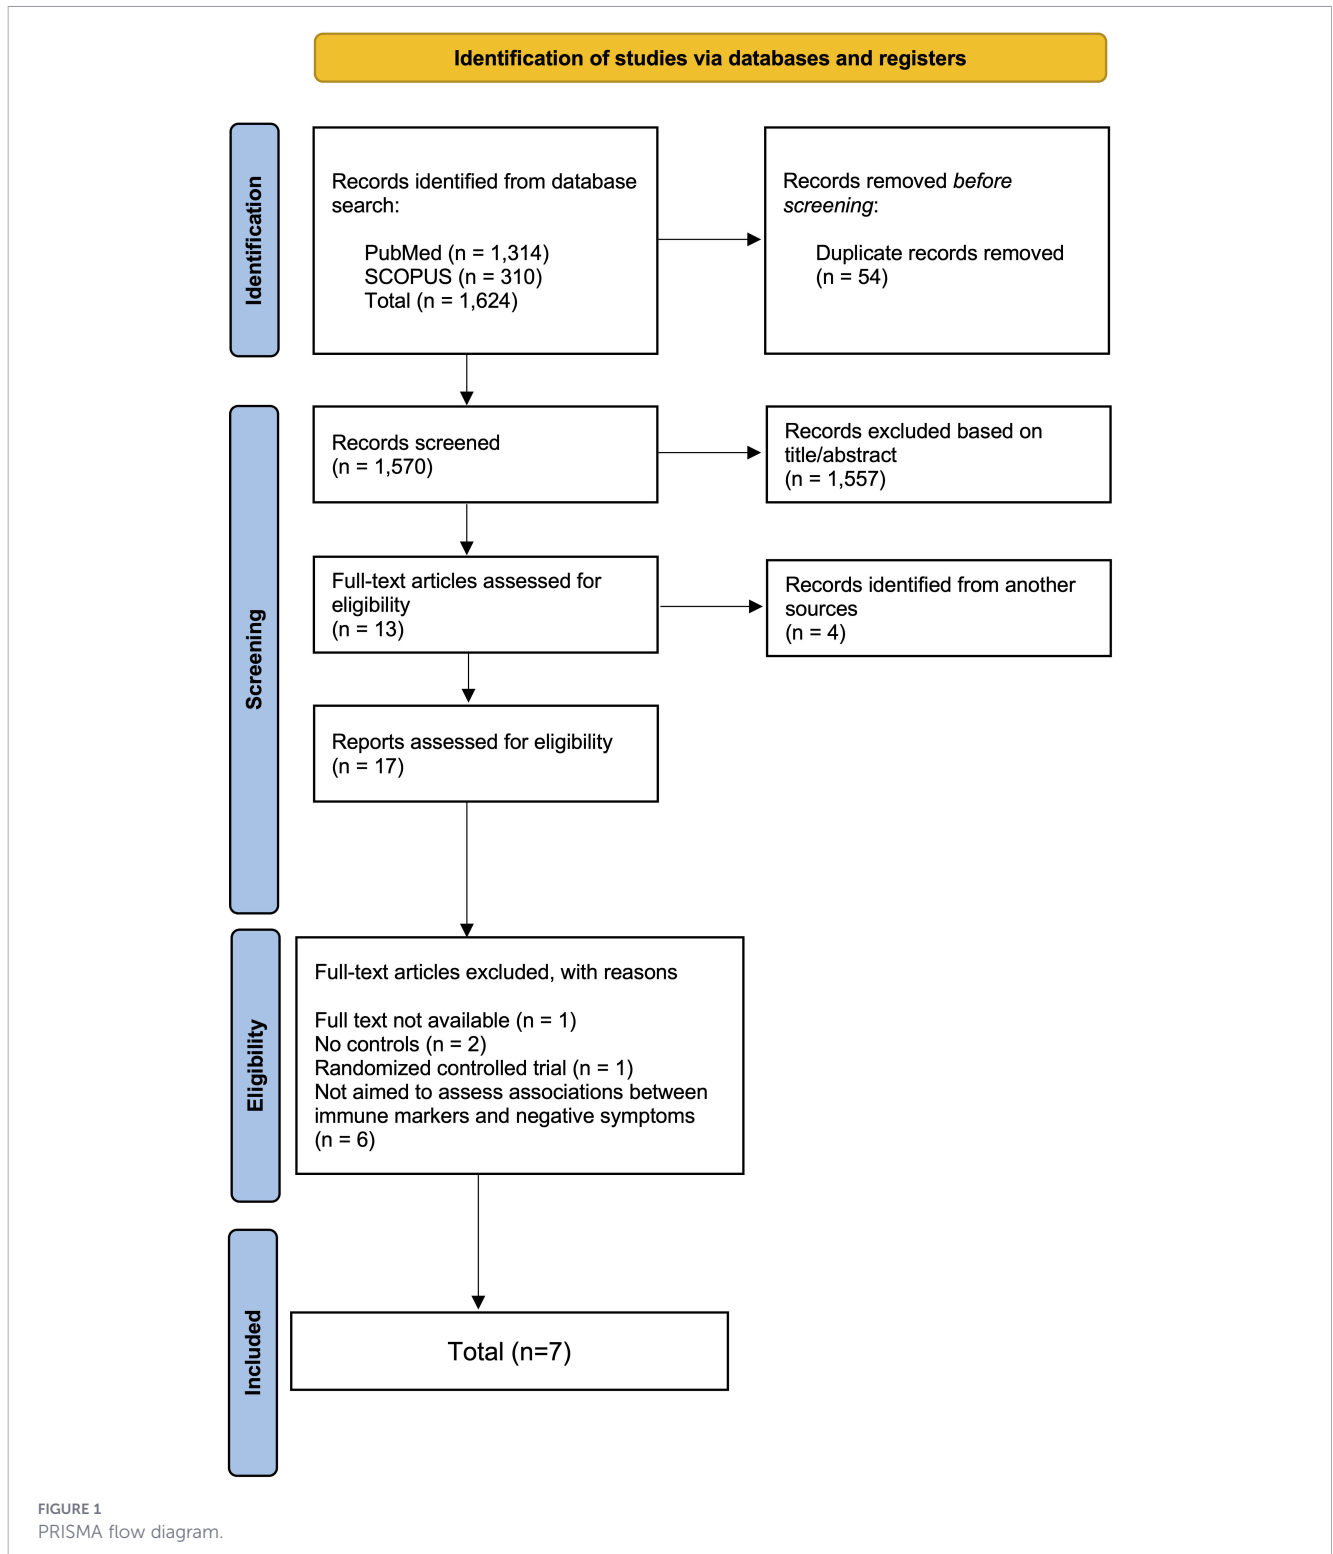 Identification of studies via databases and registers
Identification
Records identified from database
search:
PubMed (n = 1,314)
SCOPUS (n = 310)
Total (n = 1,624)
Records removed before
screening:
Duplicate records removed
(n = 54)
Screening
Records screened
(n = 1,570)
Records excluded based on
title/abstract
(n = 1,557)
Full-text articles assessed for
eligibility
(n = 13)
Records identified from another
sources
(n = 4)
Reports assessed for eligibility
(n = 17)
Eligibility
Full-text articles excluded, with reasons
Full text not available (n = 1)
No controls (n = 2)
Randomized controlled trial (n = 1)
Not aimed to assess associations between
immune markers and negative symptoms
(n = 6)
Included
Total (n=7)
FIGURE 1
PRISMA flow diagram.